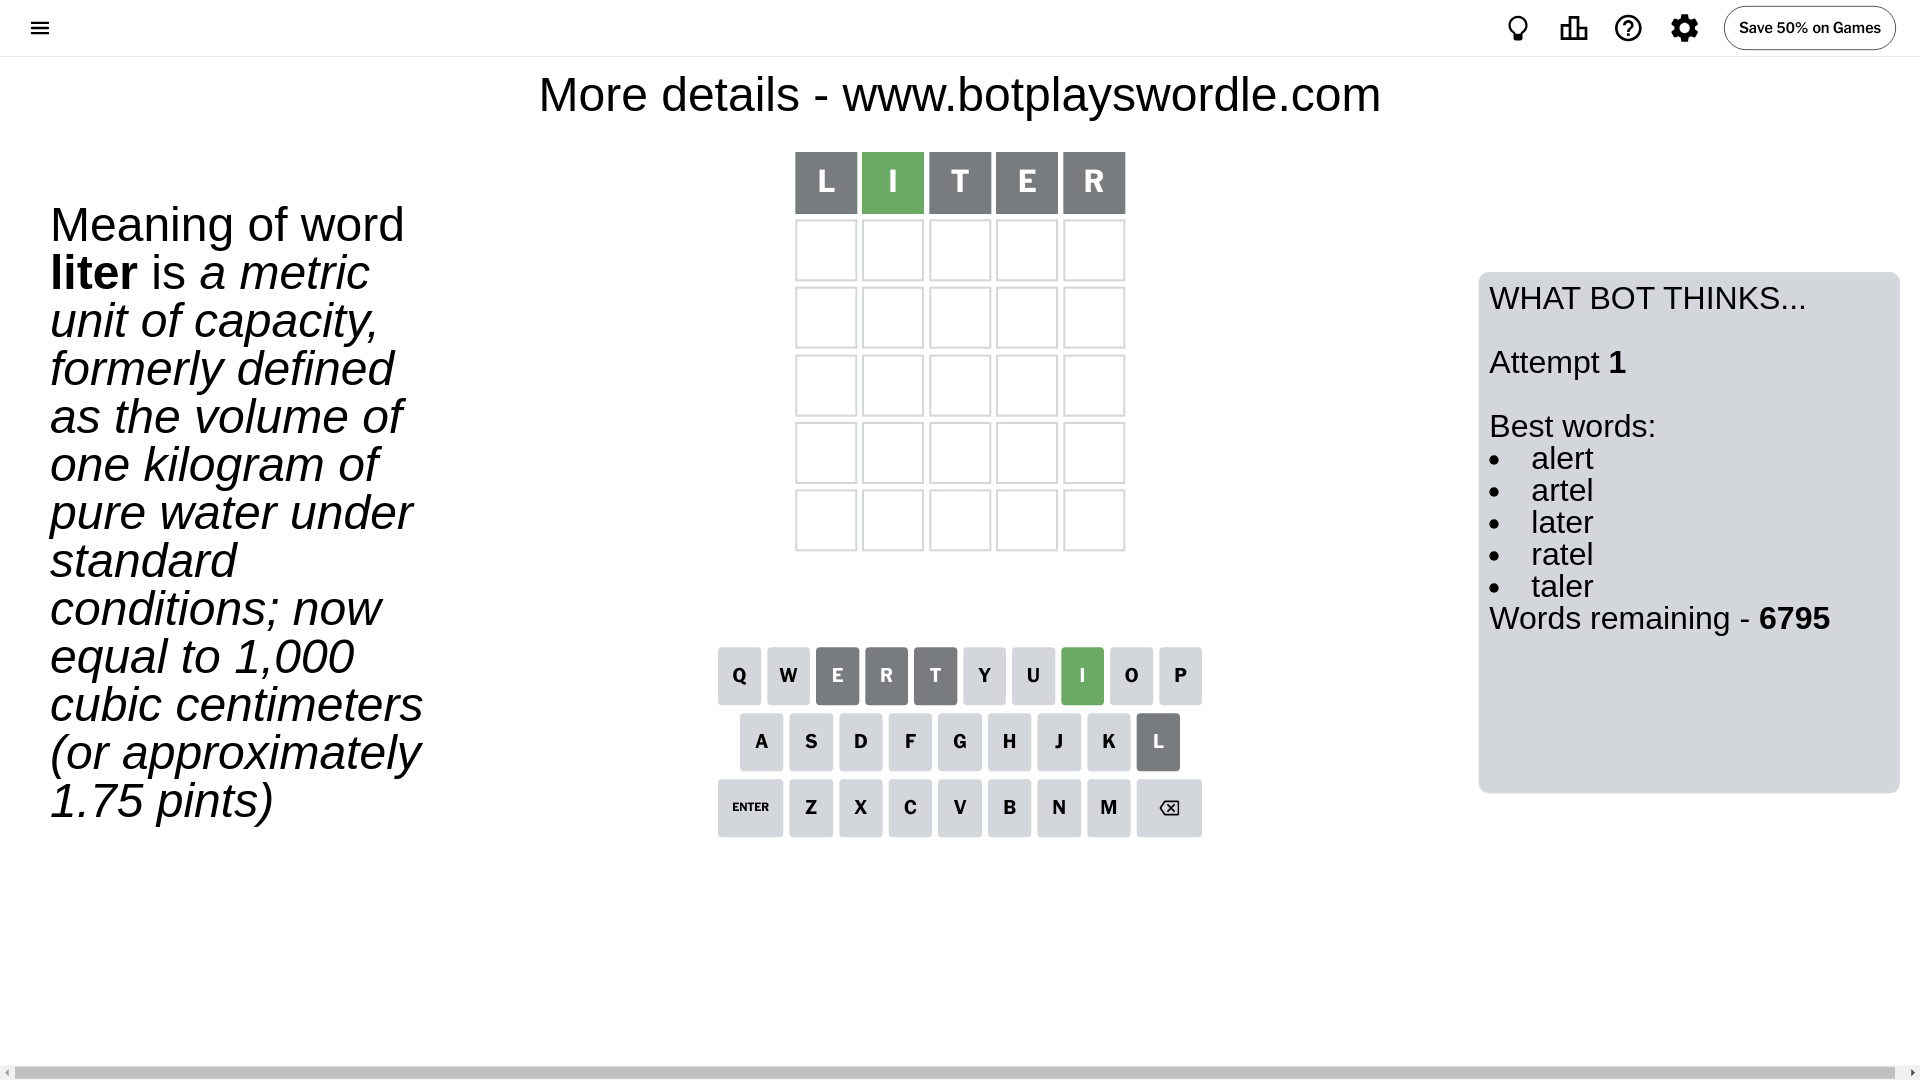 Save 50% on Games
More details - www.botplayswordle.com
L I T E R
Meaning of word
liter is a metric
unit of capacity,
formerly defined
as the volume of
one kilogram of
pure water under
standard
conditions; now
equal to 1,000
cubic centimeters
(or approximately
1.75 pints)
WHAT BOT THINKS...
Attempt 1
Best words:
alert
artel
later
ratel
taler
Words remaining - 6795
Q W E R T Y U I O P
A S D F G H J K L
ENTER Z X C V B N M